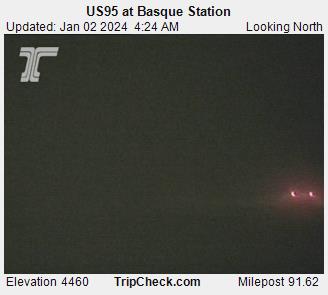 US95 at Basque Station
Updated: Jan 02 2024 4:24 AM Looking North
Elevation 4460 TripCheck.com Milepost 91.62